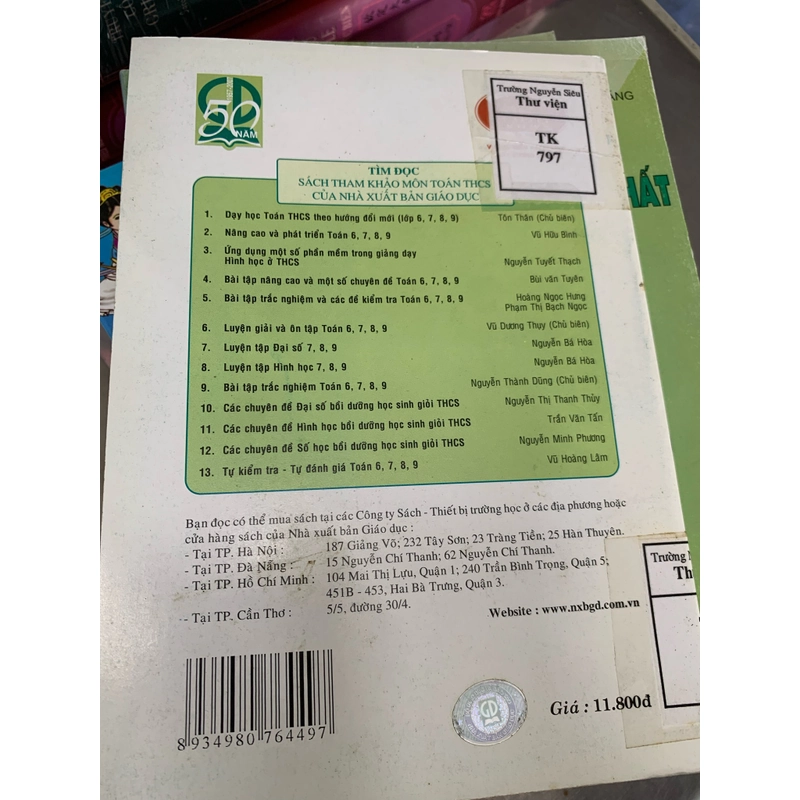 50
NĂM
Trường Nguyễn Siêu
Thư viện
TK
797
TÌM ĐỌC
SÁCH THAM KHẢO MÔN TOÁN THCS
CỦA NHÀ XUẤT BẢN GIÁO DỤC
1. Dạy học Toán THCS theo hướng đổi mới (lớp 6, 7, 8, 9) Tôn Thân (Chủ biên)
2. Nâng cao và phát triển Toán 6, 7, 8, 9 Vũ Hữu Bình
3. Ứng dụng một số phần mềm trong giảng dạy
Hình học ở THCS Nguyễn Tuyết Thạch
4. Bài tập nâng cao và một số chuyên đề Toán 6, 7, 8, 9 Bùi văn Tuyên
5. Bài tập trắc nghiệm và các đề kiểm tra Toán 6, 7, 8, 9 Hoàng Ngọc Hưng
Phạm Thị Bạch Ngọc
6. Luyện giải và ôn tập Toán 6, 7, 8, 9 Vũ Dương Thụy (Chủ biên)
7. Luyện tập Đại số 7, 8, 9 Nguyễn Bá Hòa
8. Luyện tập Hình học 7, 8, 9 Nguyễn Bá Hòa
9. Bài tập trắc nghiệm Toán 6, 7, 8, 9 Nguyễn Thành Dũng (Chủ biên)
10. Các chuyên đề Đại số bồi dưỡng học sinh giỏi THCS Nguyễn Thị Thanh Thủy
11. Các chuyên đề Hình học bồi dưỡng học sinh giỏi THCS Trần Văn Tấn
12. Các chuyên đề Số học bồi dưỡng học sinh giỏi THCS Nguyễn Minh Phương
13. Tự kiểm tra - Tự đánh giá Toán 6, 7, 8, 9 Vũ Hoàng Lâm
Bạn đọc có thể mua sách tại các Công ty Sách - Thiết bị trường học ở các địa phương hoặc
cửa hàng sách của Nhà xuất bản Giáo dục :
- Tại TP. Hà Nội : 187 Giảng Võ; 232 Tây Sơn; 23 Tràng Tiền; 25 Hàn Thuyên.
- Tại TP. Đà Nẵng : 15 Nguyễn Chí Thanh; 62 Nguyễn Chí Thanh.
- Tại TP. Hồ Chí Minh : 104 Mai Thị Lựu, Quận 1; 240 Trần Bình Trọng, Quận 5;
451B - 453, Hai Bà Trưng, Quận 3.
- Tại TP. Cần Thơ : 5/5, đường 30/4.
Website : www.nxbgd.com.vn
Trường N
Th
8 934980 764497
Giá : 11.800đ